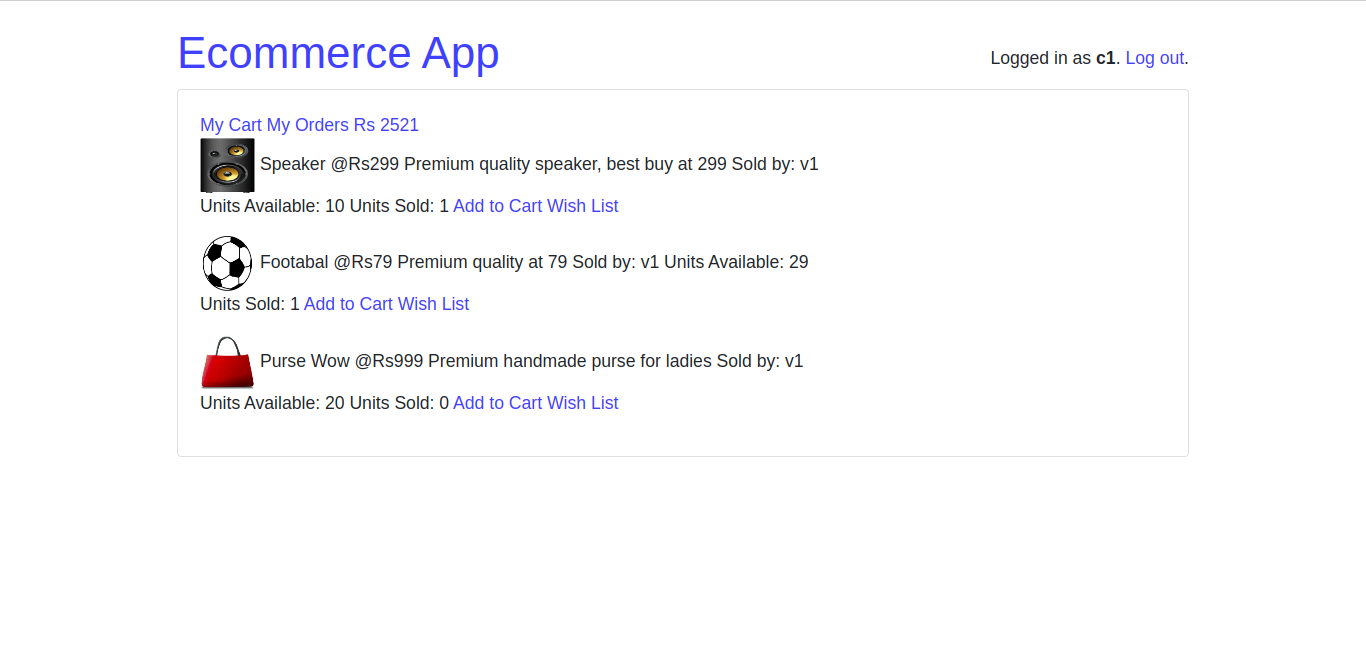 Ecommerce App
Logged in as c1. Log out.
My Cart My Orders Rs 2521
Speaker @Rs299 Premium quality speaker, best buy at 299 Sold by: v1
Units Available: 10 Units Sold: 1 Add to Cart Wish List
Footabal @Rs79 Premium quality at 79 Sold by: v1 Units Available: 29
Units Sold: 1 Add to Cart Wish List
Purse Wow @Rs999 Premium handmade purse for ladies Sold by: v1
Units Available: 20 Units Sold: 0 Add to Cart Wish List